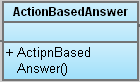 ActionBasedAnswer
+ ActipnBased
Answer()